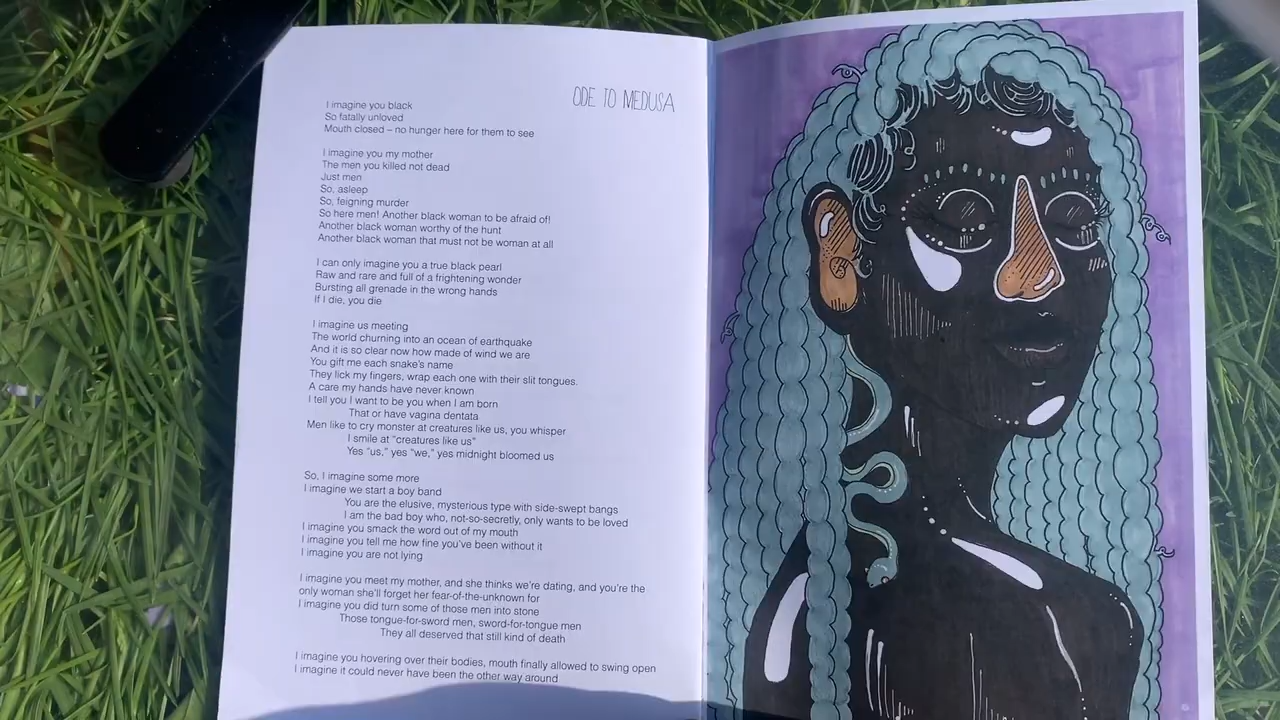 ODE TO MEDUSA
I imagine you black
So fatally unloved
Mouth closed – no hunger here for them to see
I imagine you my mother
The men you killed not dead
Just men
So, asleep
So, feigning murder
So here men! Another black woman to be afraid of!
Another black woman worthy of the hunt
Another black woman that must not be woman at all
I can only imagine you a true black pearl
Raw and rare and full of a frightening wonder
Bursting all grenade in the wrong hands
If I die, you die
I imagine us meeting
The world churning into an ocean of earthquake
And it is so clear now how made of wind we are
You gift me each snake's name
They lick my fingers, wrap each one with their slit tongues.
A care my hands have never known
I tell you I want to be you when I am born
That or have vagina dentata
Men like to cry monster at creatures like us, you whisper
I smile at “creatures like us”
Yes “us,” yes “we,” yes midnight bloomed us
So, I imagine some more
I imagine we start a boy band
You are the elusive, mysterious type with side-swept bangs
I am the bad boy who, not-so-secretly, only wants to be loved
I imagine you smack the word out of my mouth
I imagine you tell me how fine you've been without it
I imagine you are not lying
I imagine you meet my mother, and she thinks we're dating, and you're the
only woman she'll forget her fear-of-the-unknown for
I imagine you did turn some of those men into stone
Those tongue-for-sword men, sword-for-tongue men
They all deserved that still kind of death
I imagine you hovering over their bodies, mouth finally allowed to swing open
I imagine it could never have been the other way around